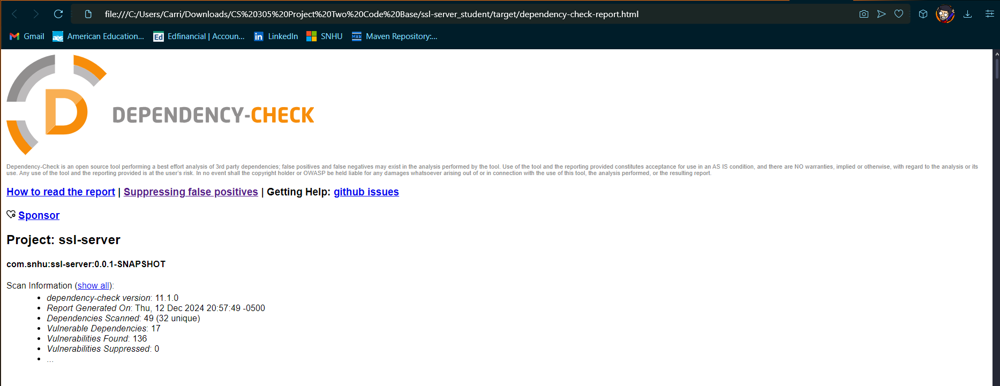 file:///C:/Users/Carri/Downloads/CS%20305%20Project%20Two%20Code%20Base/ssl-server_student/target/dependency-check-report.html
Gmail American Education... Edfinancial | Accoun... LinkedIn SNHU Maven Repository:...
DEPENDENCY-CHECK
Dependency-Check is an open source tool performing a best effort analysis of 3rd party dependencies; false positives and false negatives may exist in the analysis performed by the tool. Use of the tool and the reporting provided constitutes acceptance for use in an AS IS condition, and there are NO warranties, implied or otherwise, with regard to the analysis or its
use. Any use of the tool and the reporting provided is at the user's risk. In no event shall the copyright holder or OWASP be held liable for any damages whatsoever arising out of or in connection with the use of this tool, the analysis performed, or the resulting report.
How to read the report | Suppressing false positives | Getting Help: github issues
Sponsor
Project: ssl-server
com.snhu:ssl-server:0.0.1-SNAPSHOT
Scan Information (show all):
dependency-check version: 11.1.0
Report Generated On: Thu, 12 Dec 2024 20:57:49 -0500
Dependencies Scanned: 49 (32 unique)
Vulnerable Dependencies: 17
Vulnerabilities Found: 136
Vulnerabilities Suppressed: 0
...